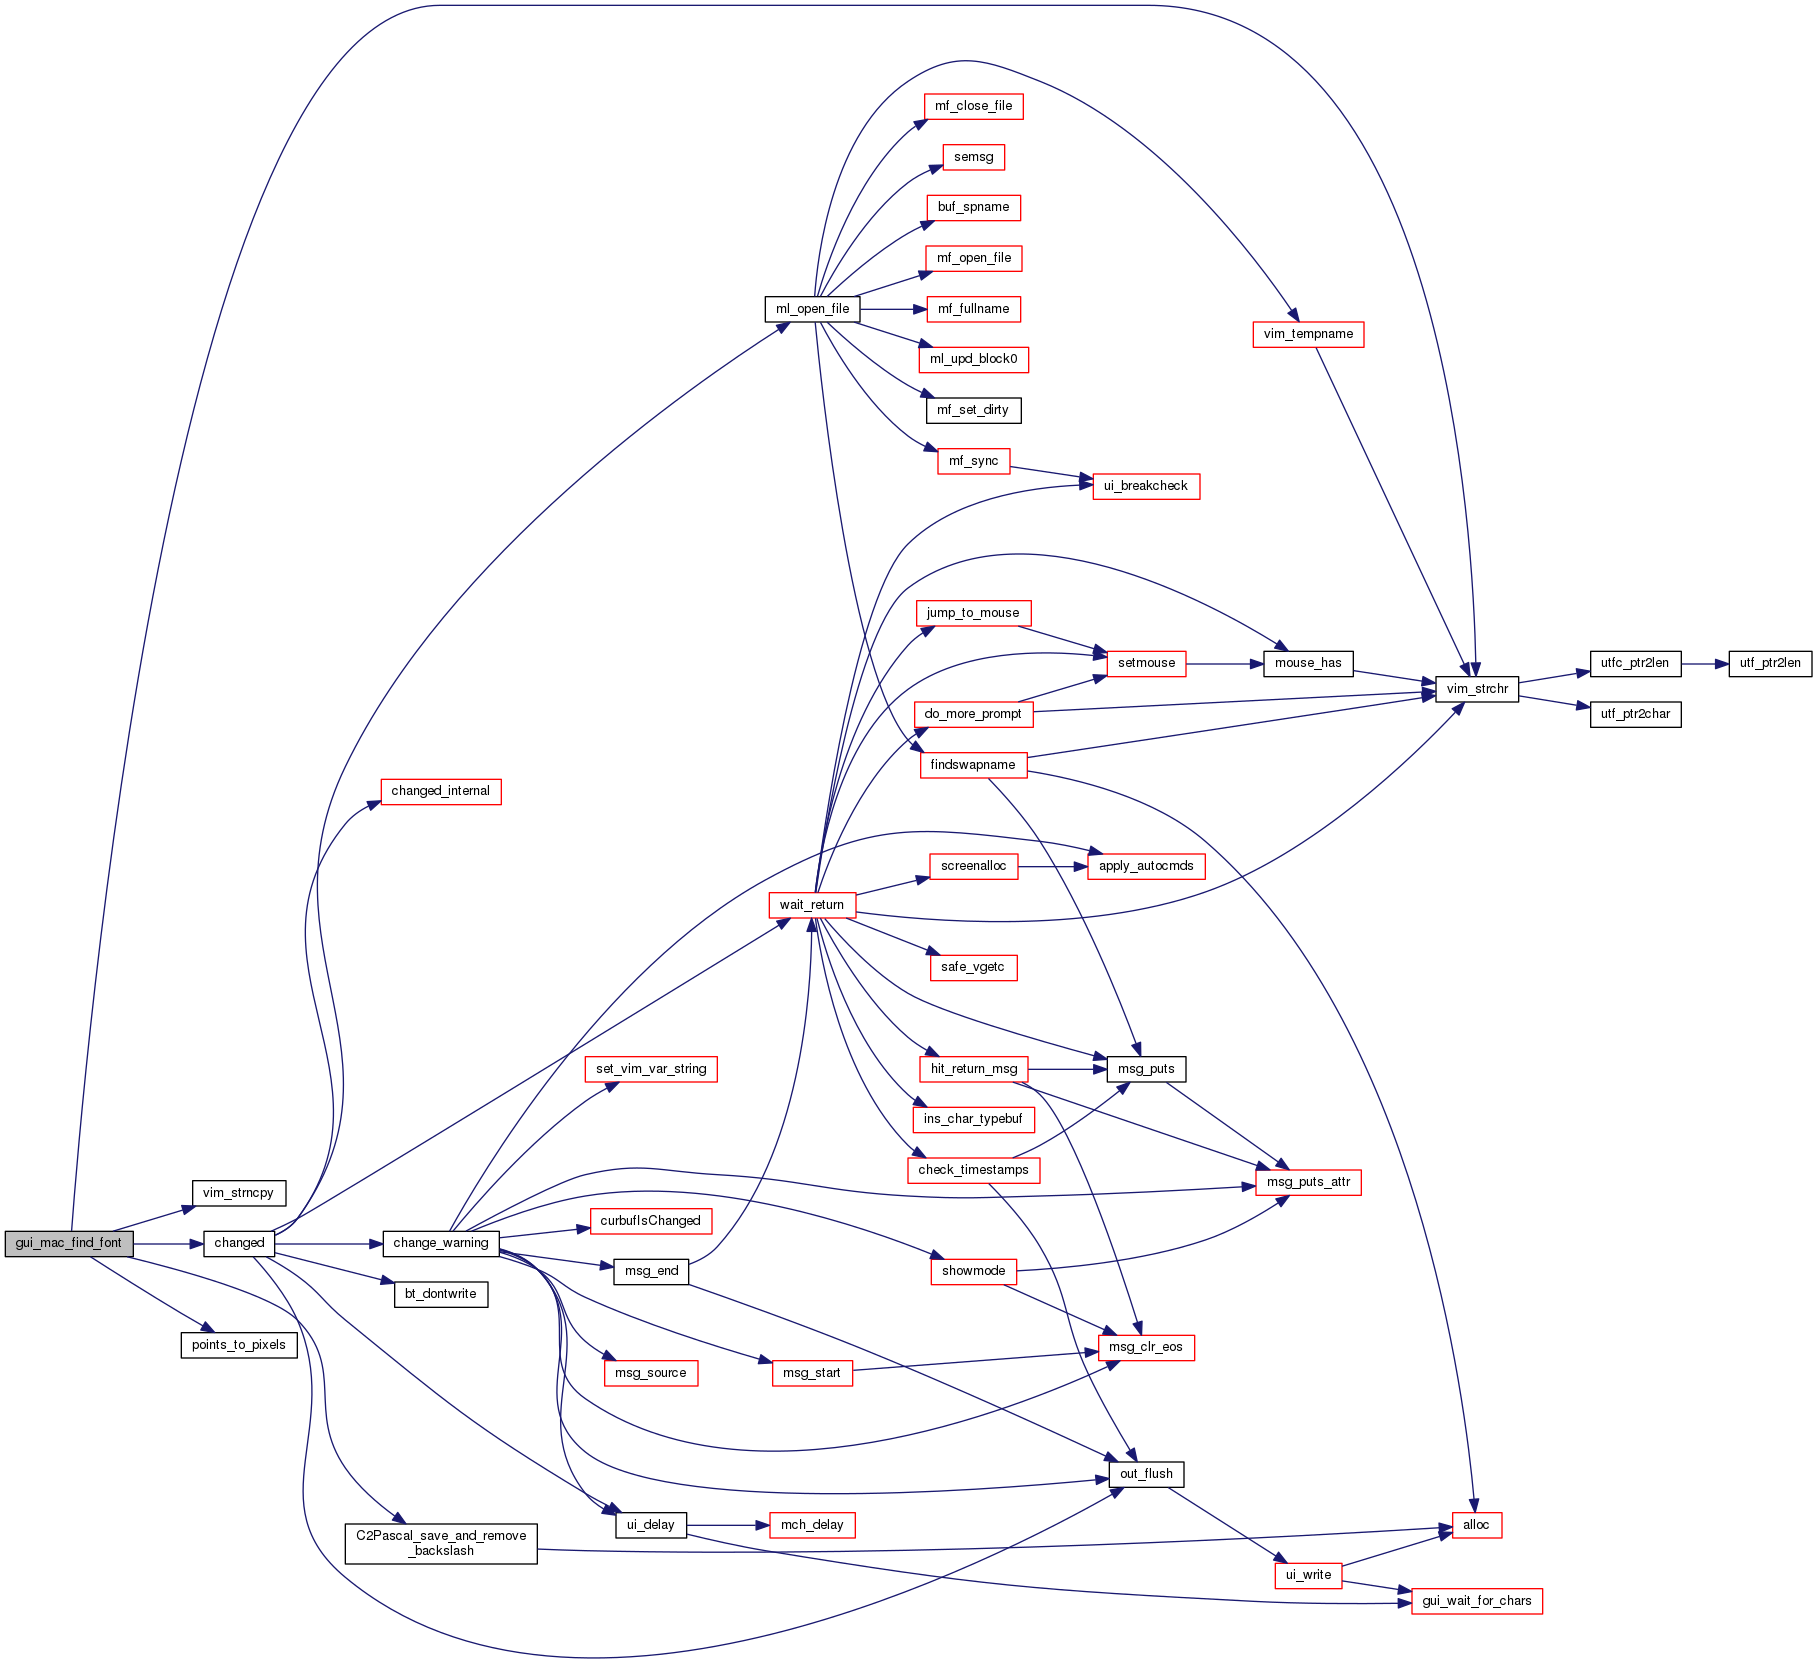 mf_close_file
semsg
buf_spname
mf_open_file
ml_open_file
mf_fullname
vim_tempname
ml_upd_block0
mf_set_dirty
mf_sync
ui_breakcheck
jump_to_mouse
setmouse
mouse_has
utfc_ptr2len
utf_ptr2len
vim_strchr
do_more_prompt
utf_ptr2char
findswapname
changed_internal
screenalloc
apply_autocmds
wait_return
safe_vgetc
set_vim_var_string
hit_return_msg
msg_puts
ins_char_typebuf
check_timestamps
msg_puts_attr
vim_strncpy
curbufIsChanged
gui_mac_find_font
changed
change_warning
msg_end
showmode
bt_dontwrite
points_to_pixels
msg_clr_eos
msg_source
msg_start
out_flush
ui_delay
mch_delay
alloc
C2Pascal_save_and_remove
_backslash
ui_write
gui_wait_for_chars